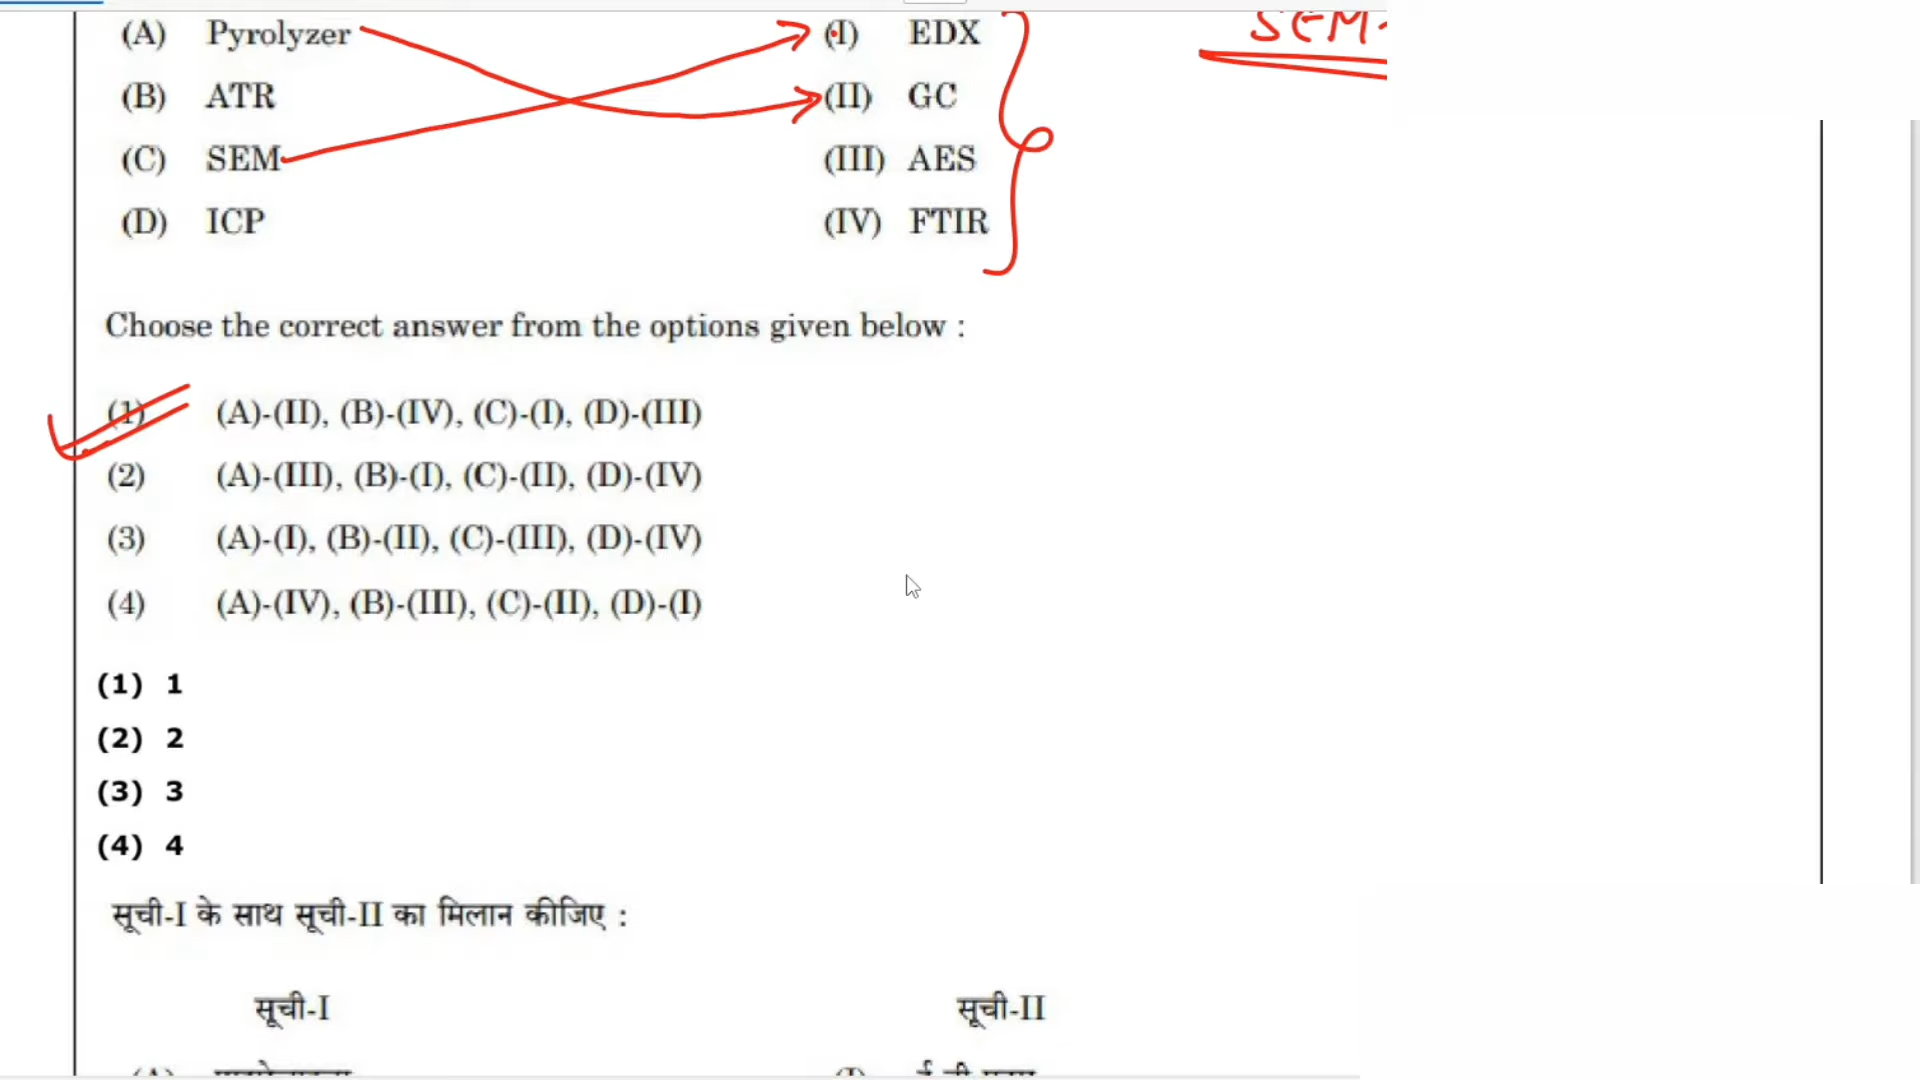 (A) Pyrolyzer (I) EDX SEM-
(B) ATR (II) GC
(C) SEM (III) AES
(D) ICP (IV) FTIR
Choose the correct answer from the options given below :
(1) (A)-(II), (B)-(IV), (C)-(I), (D)-(III)
(2) (A)-(III), (B)-(I), (C)-(II), (D)-(IV)
(3) (A)-(I), (B)-(II), (C)-(III), (D)-(IV)
(4) (A)-(IV), (B)-(III), (C)-(II), (D)-(I)
(1) 1
(2) 2
(3) 3
(4) 4
सूची-I के साथ सूची-II का मिलान कीजिए :
सूची-I सूची-II